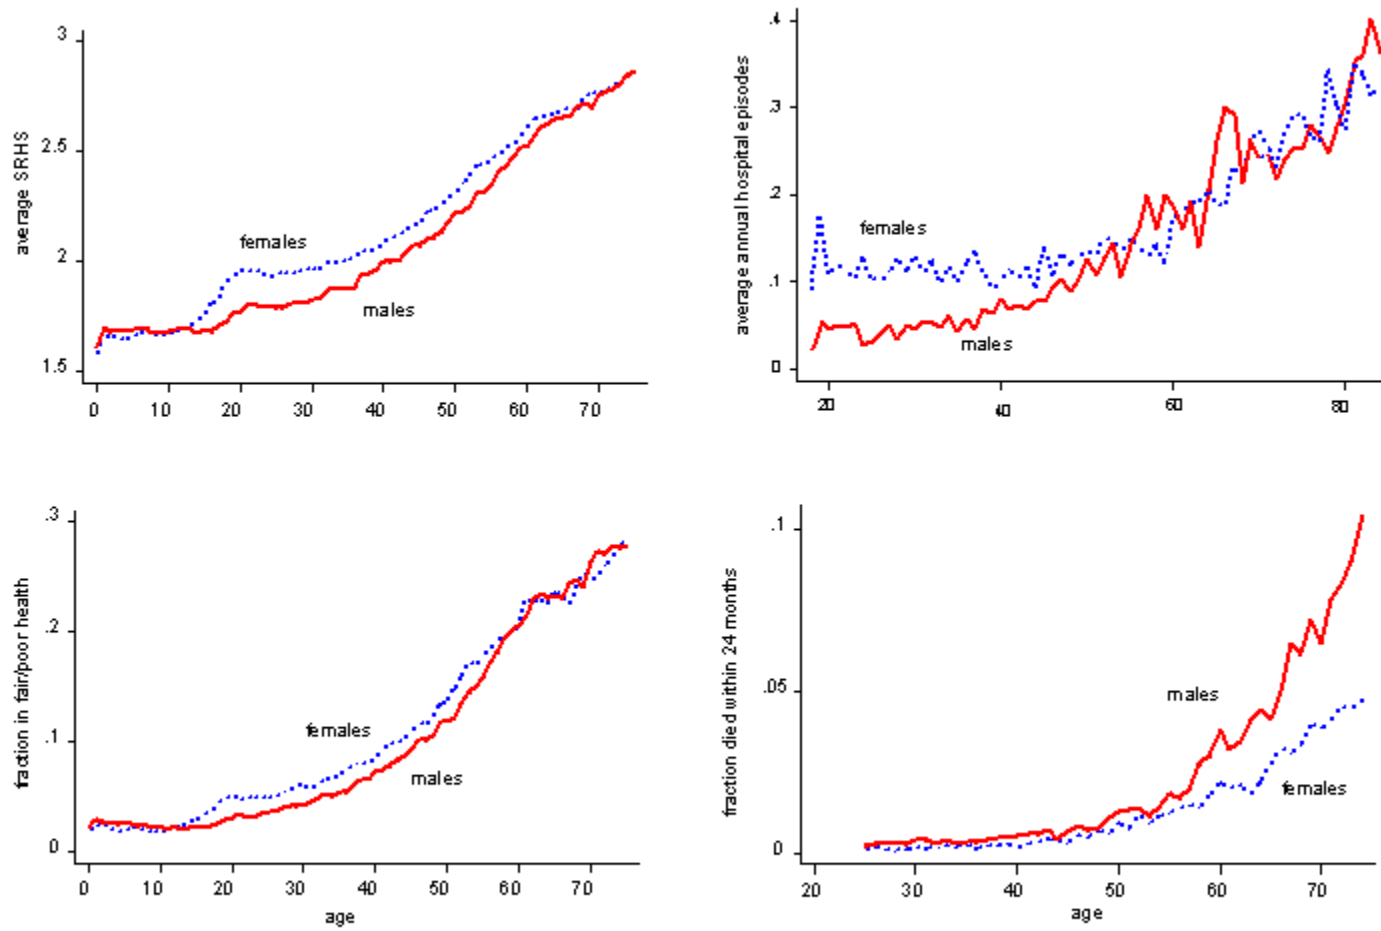 3
2.5
2
1.5
average SRHS
females
males
0 10 20 30 40 50 60 70
.4
.3
.2
.1
0
average annual hospital episodes
females
males
20 40 60 80
.3
.2
.1
0
fraction in fair/poor health
females
males
0 10 20 30 40 50 60 70
age
.1
.05
0
fraction died within 24 months
males
females
20 30 40 50 60 70
age